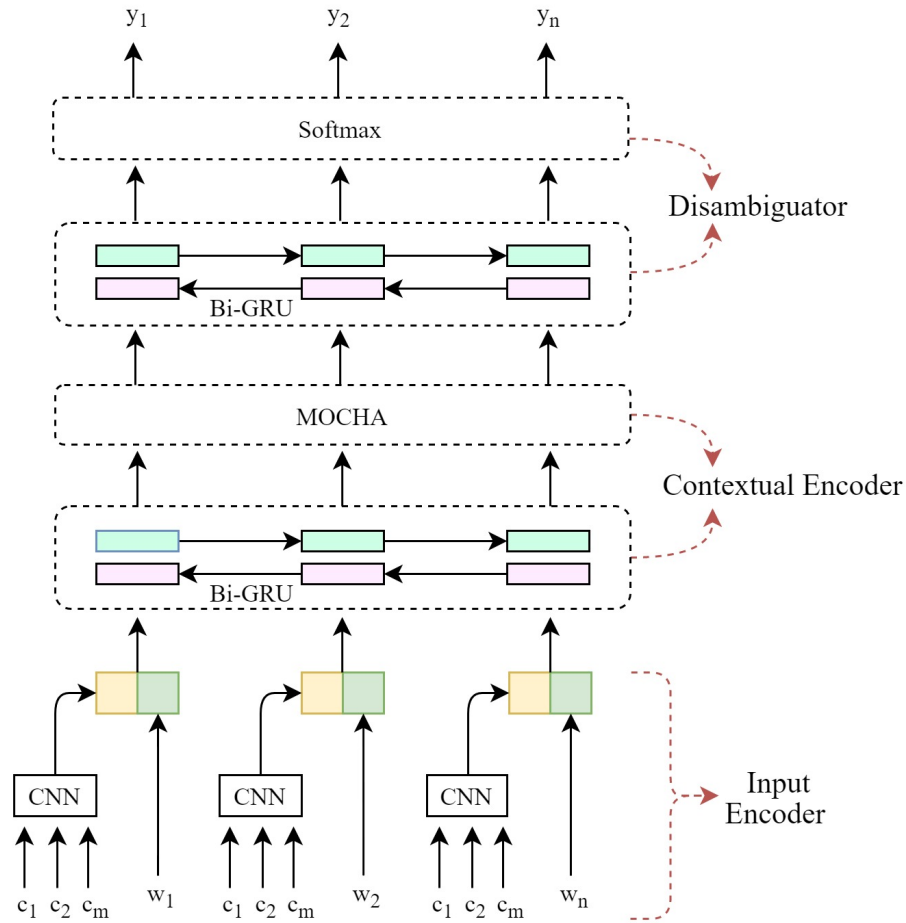 y1 y2 yn
Softmax
Disambiguator
Bi-GRU
MOCHA
Contextual Encoder
Bi-GRU
CNN CNN CNN
Input
Encoder
c1 c2 cm w1 c1 c2 cm w2 c1 c2 cm wn